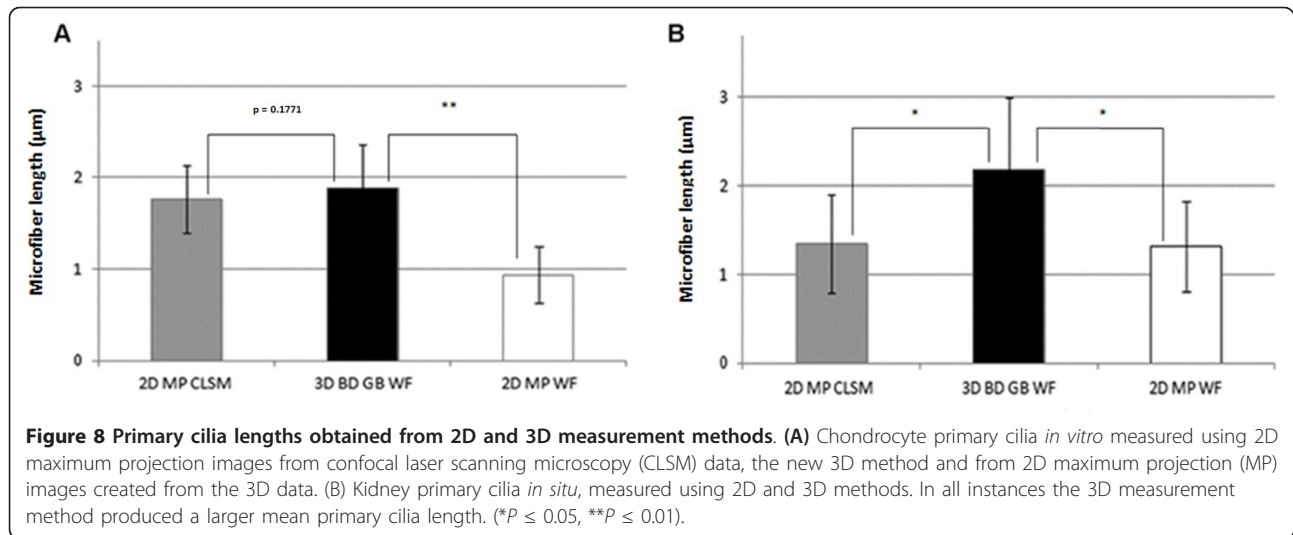 A
Microfiber length (µm)
3
2
1
0
p = 0.1771
**
2D MP CLSM
3D BD GB WF
2D MP WF
B
Microfiber length (µm)
3
2
1
0
*
*
2D MP CLSM
3D BD GB WF
2D MP WF
Figure 8 Primary cilia lengths obtained from 2D and 3D measurement methods. (A) Chondrocyte primary cilia in vitro measured using 2D
maximum projection images from confocal laser scanning microscopy (CLSM) data, the new 3D method and from 2D maximum projection (MP)
images created from the 3D data. (B) Kidney primary cilia in situ, measured using 2D and 3D methods. In all instances the 3D measurement
method produced a larger mean primary cilia length. (*P ≤ 0.05, **P ≤ 0.01).